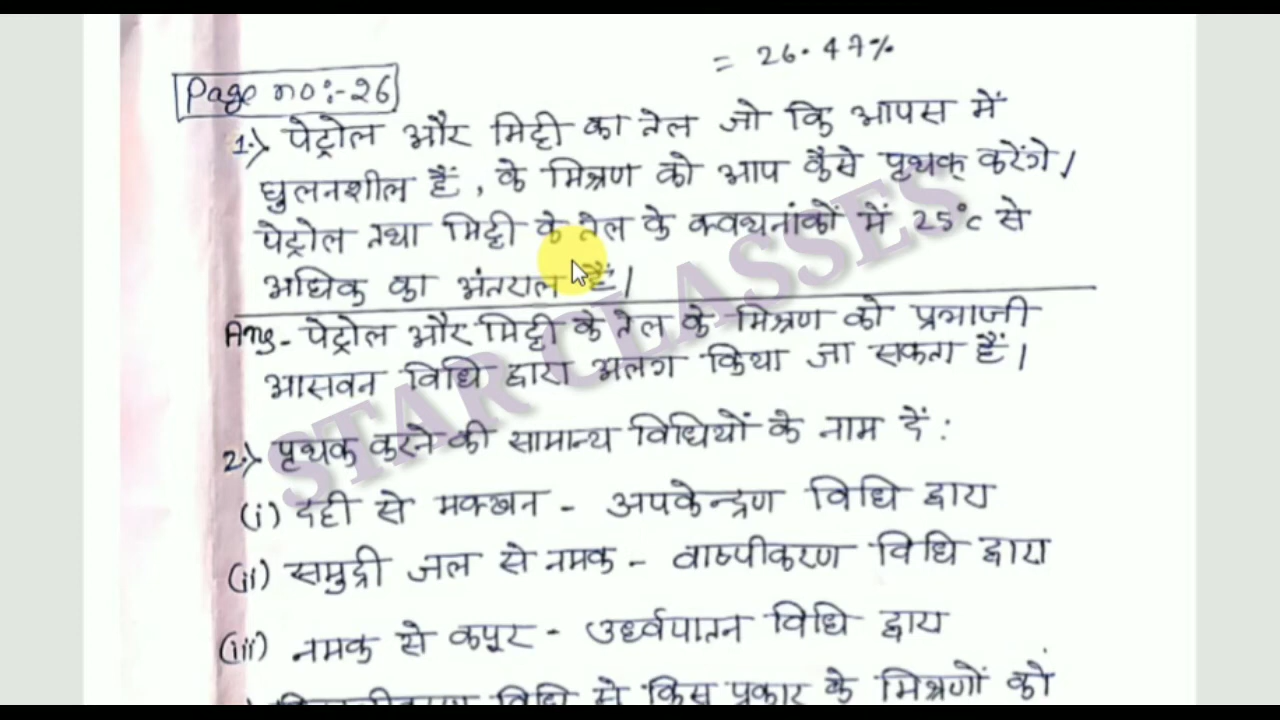 = 26.47%
Page no:-26
1.> पेट्रोल और मिट्टी का तेल जो कि आपस में
घुलनशील हैं, के मिश्रण को आप कैसे पृथक् करेंगे।
पेट्रोल तथा मिट्टी के तेल के क्वथनांकों में 25°c से
अधिक का अंतराल हैं।
Ans- पेट्रोल और मिट्टी के तेल के मिश्रण को प्रभाजी
आसवन विधि द्वारा अलग किया जा सकता हैं।
2.> पृथक करने की सामान्य विधियों के नाम दें :
(i) दही से मक्खन - अपकेन्द्रण विधि द्वारा
(ii) समुद्री जल से नमक - वाष्पीकरण विधि द्वारा
(iii) नमक से कपूर - उर्ध्वपातन विधि द्वारा
विधि से किस प्रकार के मिश्रणों को
STAR CLASSES